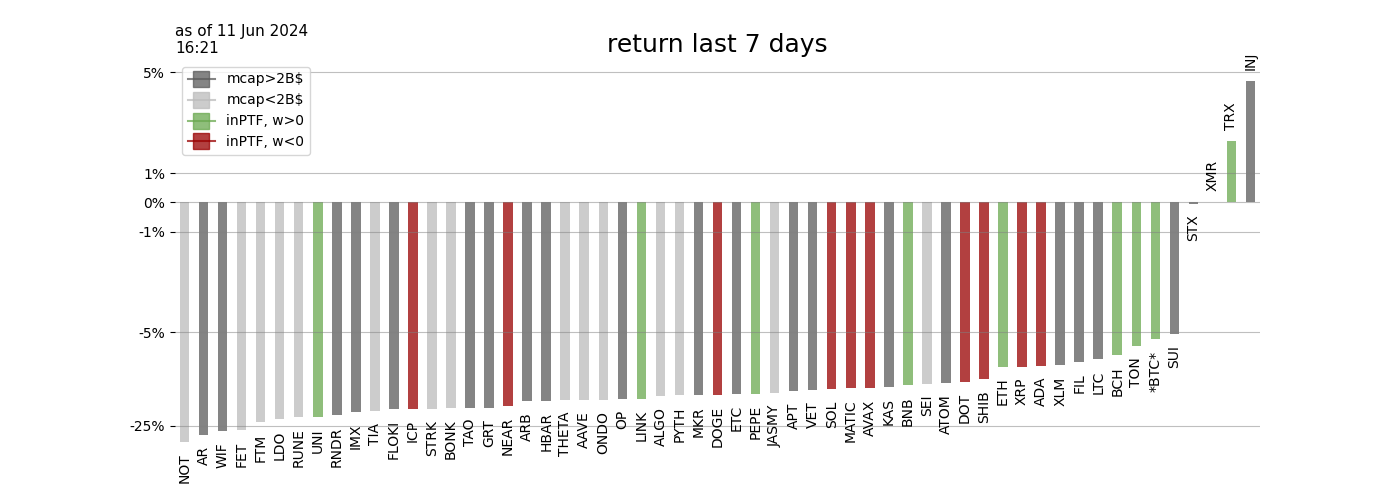 as of 11 Jun 2024
16:21
return last 7 days
mcap>2B$
mcap<2B$
inPTF, w>0
inPTF, w<0
5%
1%
0%
-1%
-5%
-25%
NOT
AR
WIF
FET
FTM
LDO
RUNE
UNI
RNDR
IMX
TIA
FLOKI
ICP
STRK
BONK
TAO
GRT
NEAR
ARB
HBAR
THETA
AAVE
ONDO
OP
LINK
ALGO
PYTH
MKR
DOGE
ETC
PEPE
JASMY
APT
VET
SOL
MATIC
AVAX
KAS
BNB
SEI
ATOM
DOT
SHIB
ETH
XRP
ADA
XLM
FIL
LTC
BCH
TON
*BTC*
SUI
STX
XMR
TRX
INJ